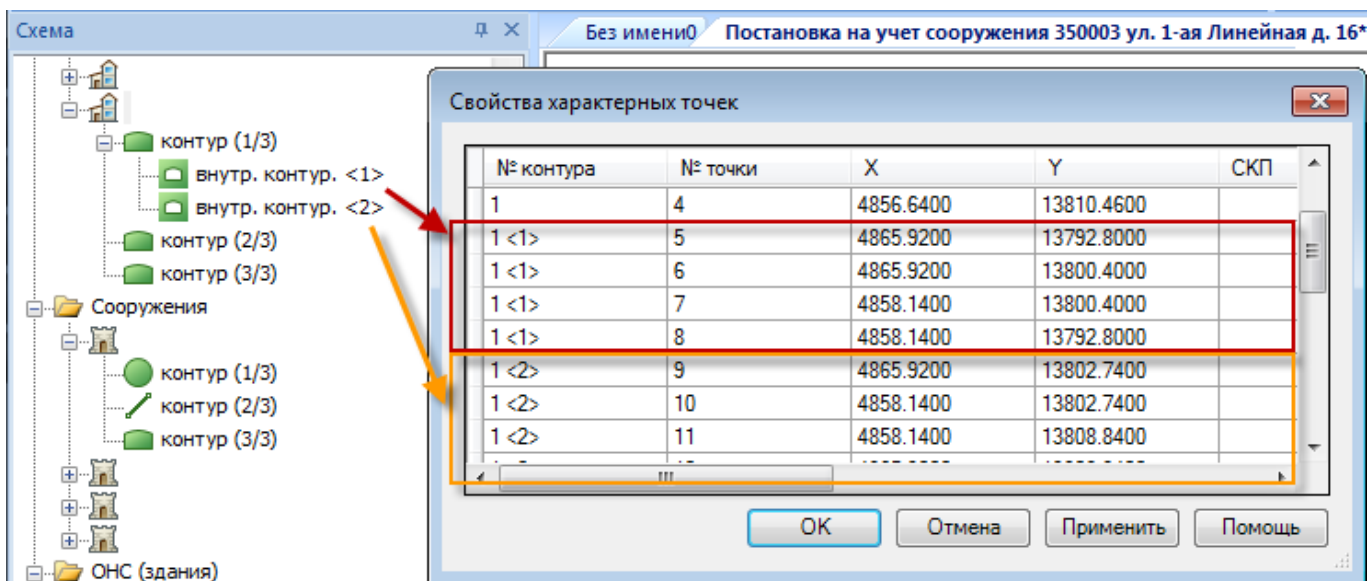 Схема
Без имени0 Постановка на учет сооружения 350003 ул. 1-ая Линейная д. 16*
контур (1/3)
внутр. контур. <1>
внутр. контур. <2>
контур (2/3)
контур (3/3)
Сооружения
контур (1/3)
контур (2/3)
контур (3/3)
ОНС (здания)
Свойства характерных точек
№ контура № точки X Y СКП
1 4 4856.6400 13810.4600
1 <1> 5 4865.9200 13792.8000
1 <1> 6 4865.9200 13800.4000
1 <1> 7 4858.1400 13800.4000
1 <1> 8 4858.1400 13792.8000
1 <2> 9 4865.9200 13802.7400
1 <2> 10 4858.1400 13802.7400
1 <2> 11 4858.1400 13808.8400
OK Отмена Применить Помощь